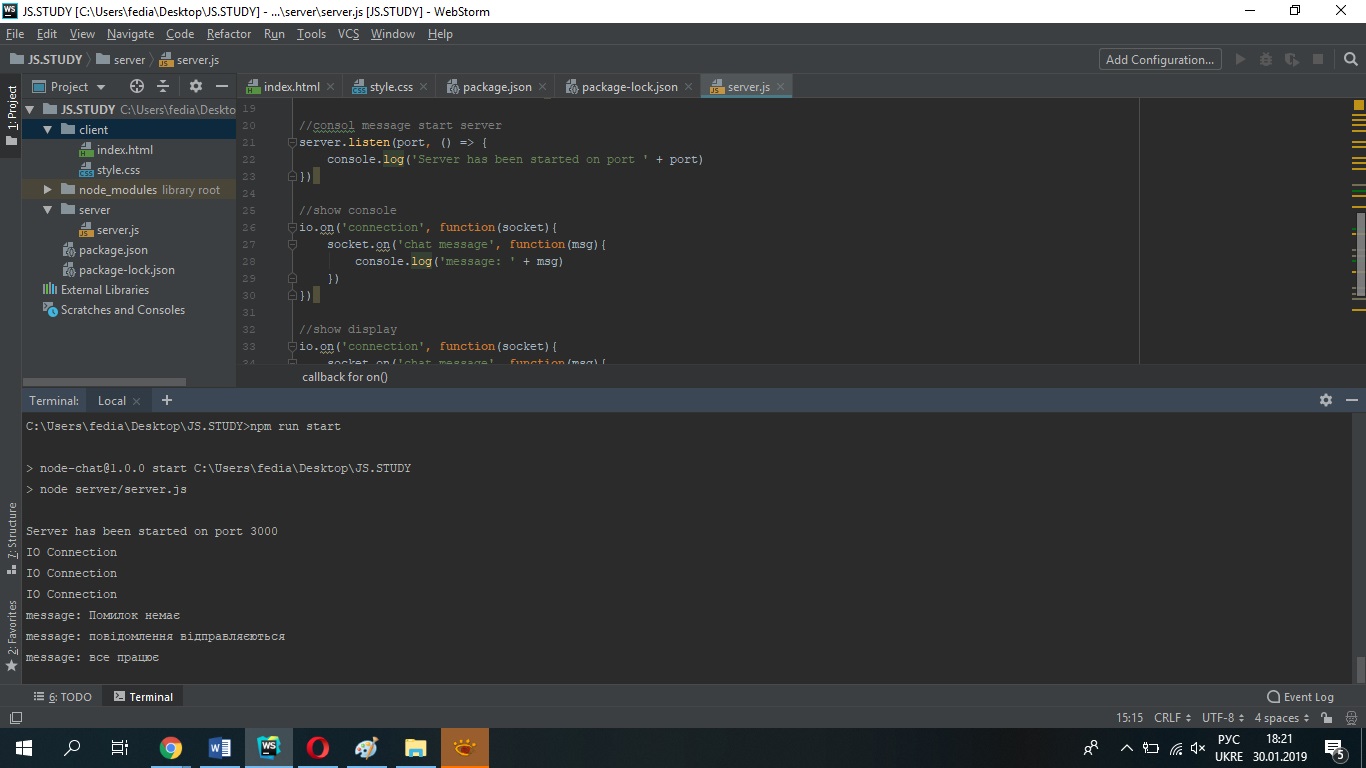 JS.STUDY [C:\Users\fedia\Desktop\JS.STUDY] - ...\server\server.js [JS.STUDY] - WebStorm
File Edit View Navigate Code Refactor Run Tools VCS Window Help
JS.STUDY server server.js Add Configuration...
Project index.html style.css package.json package-lock.json server.js
1: Project
JS.STUDY C:\Users\fedia\Deskto
client
index.html
style.css
node_modules library root
server
server.js
package.json
package-lock.json
External Libraries
Scratches and Consoles
19
20 //consol message start server
21 server.listen(port, () => {
22 console.log('Server has been started on port ' + port)
23 })
24
25 //show console
26 io.on('connection', function(socket){
27 socket.on('chat message', function(msg){
28 console.log('message: ' + msg)
29 })
30 })
31
32 //show display
33 io.on('connection', function(socket){
34 socket.on('chat message', function(msg){
callback for on()
Terminal: Local +
C:\Users\fedia\Desktop\JS.STUDY>npm run start
> node-chat@1.0.0 start C:\Users\fedia\Desktop\JS.STUDY
> node server/server.js
Server has been started on port 3000
IO Connection
IO Connection
IO Connection
message: Помилок немає
message: повідомлення відправляються
message: все працює
7: Structure
2: Favorites
6: TODO Terminal Event Log
15:15 CRLF UTF-8 4 spaces
РУС 18:21
UKRE 30.01.2019 5